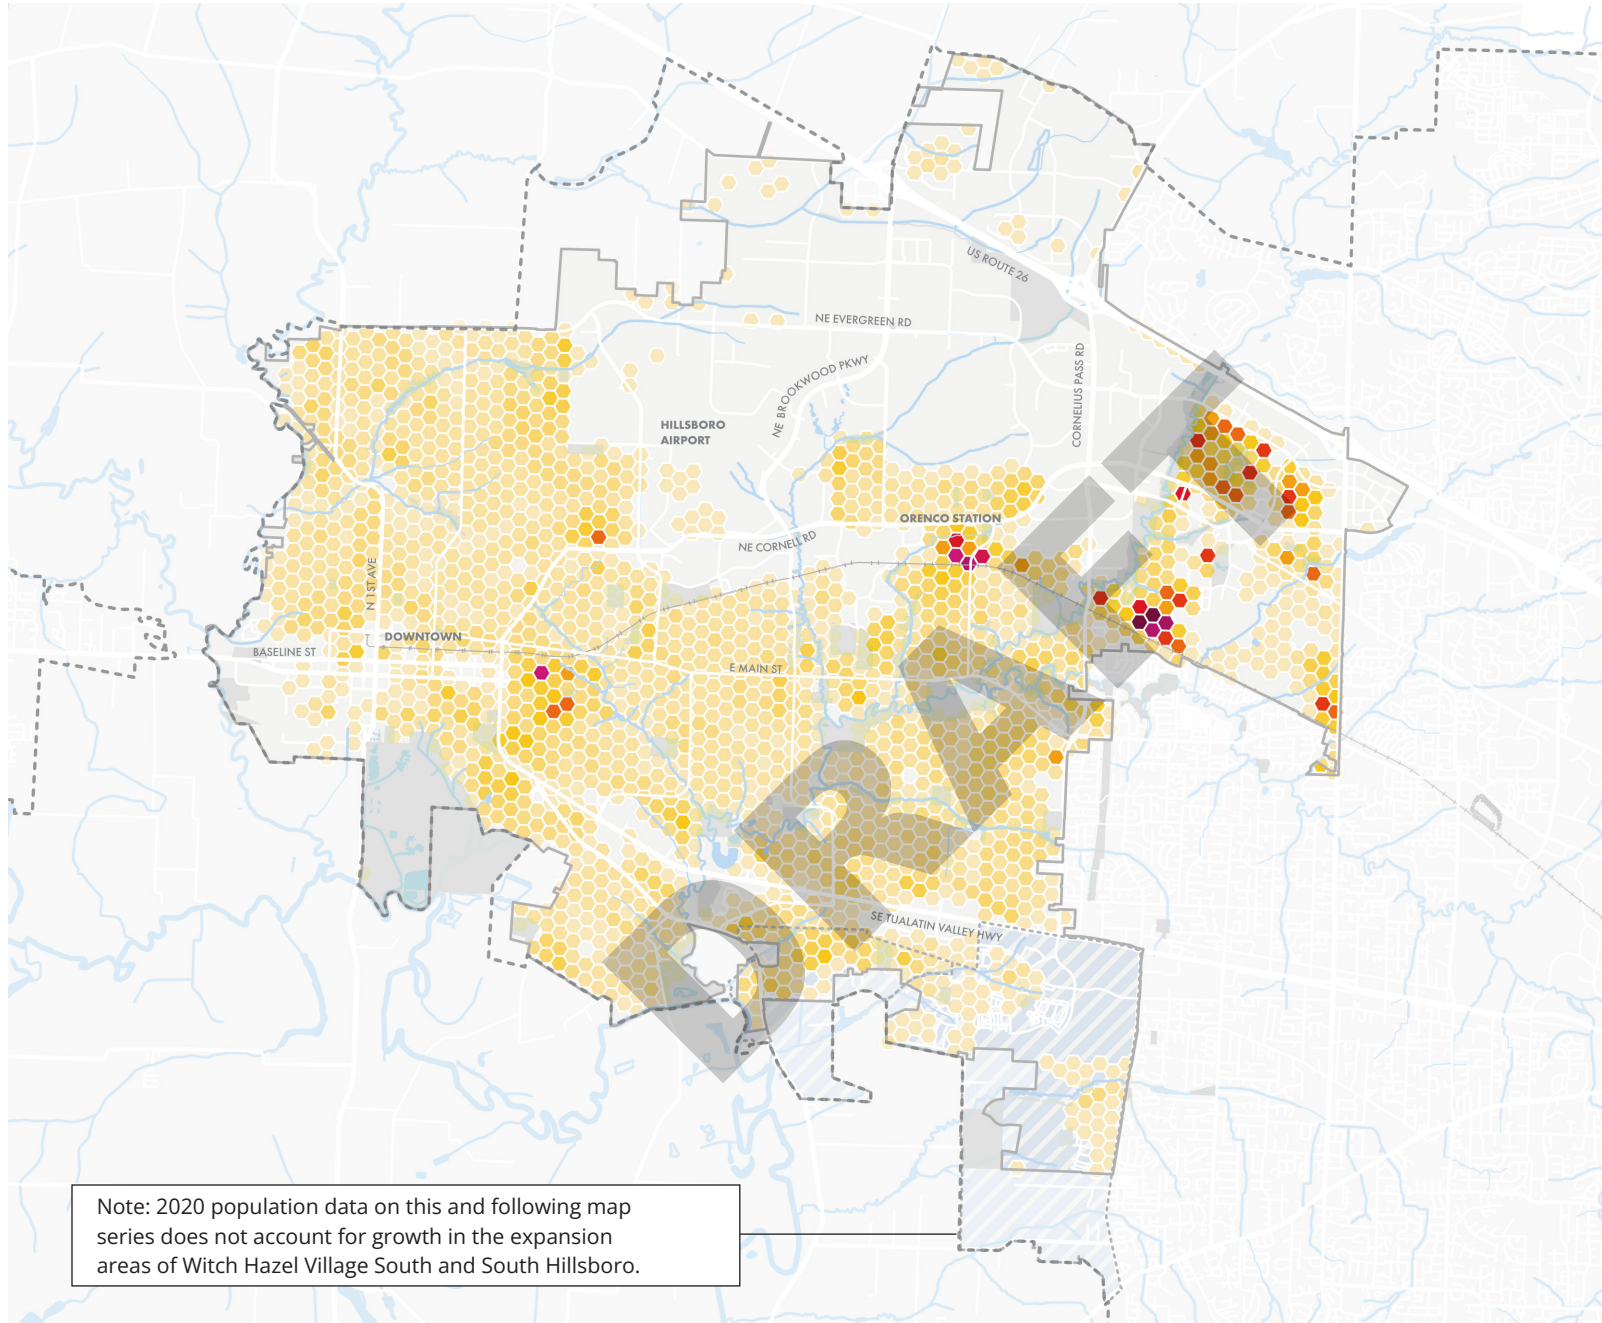 US ROUTE 26
NE EVERGREEN RD
NE BROOKWOOD PKWY
CORNELIUS PASS RD
HILLSBORO
AIRPORT
ORENCO STATION
NE CORNELL RD
N 1ST AVE
DOWNTOWN
BASELINE ST
E MAIN ST
SE TUALATIN VALLEY HWY
DRAFT
Note: 2020 population data on this and following map
series does not account for growth in the expansion
areas of Witch Hazel Village South and South Hillsboro.